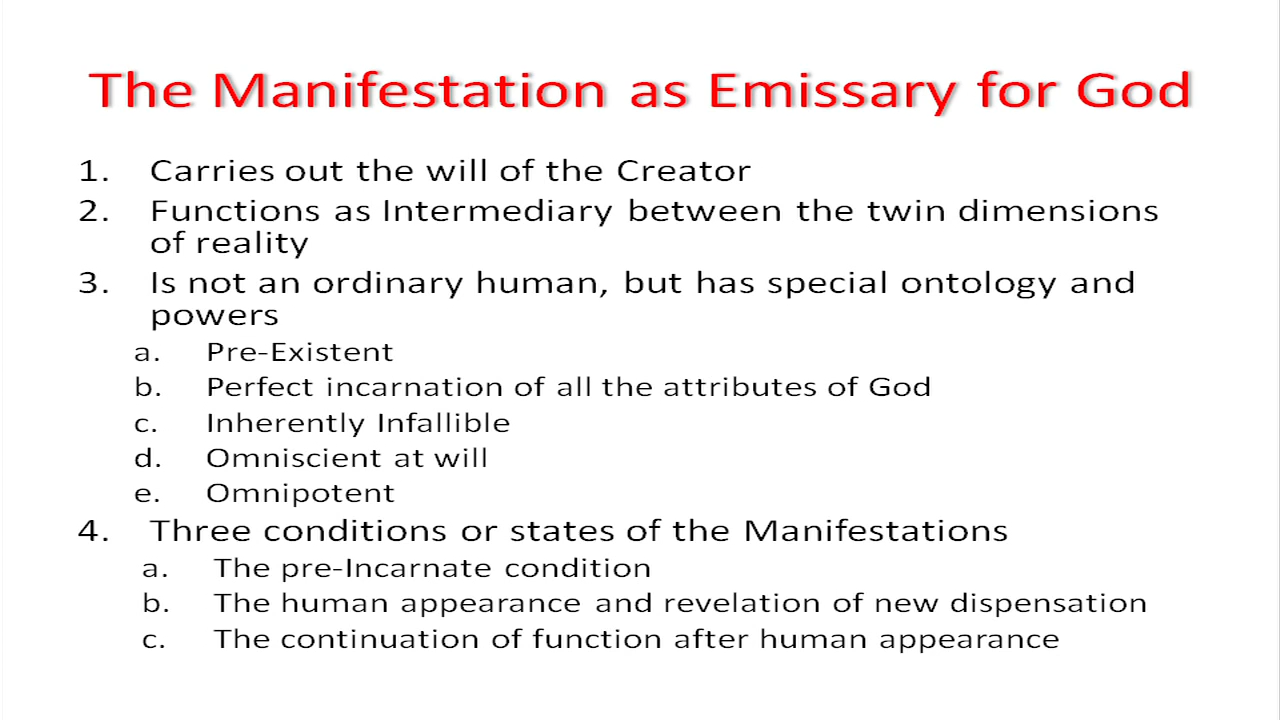 The Manifestation as Emissary for God
1. Carries out the will of the Creator
2. Functions as Intermediary between the twin dimensions
of reality
3. Is not an ordinary human, but has special ontology and
powers
a. Pre-Existent
b. Perfect incarnation of all the attributes of God
c. Inherently Infallible
d. Omniscient at will
e. Omnipotent
4. Three conditions or states of the Manifestations
a. The pre-Incarnate condition
b. The human appearance and revelation of new dispensation
c. The continuation of function after human appearance